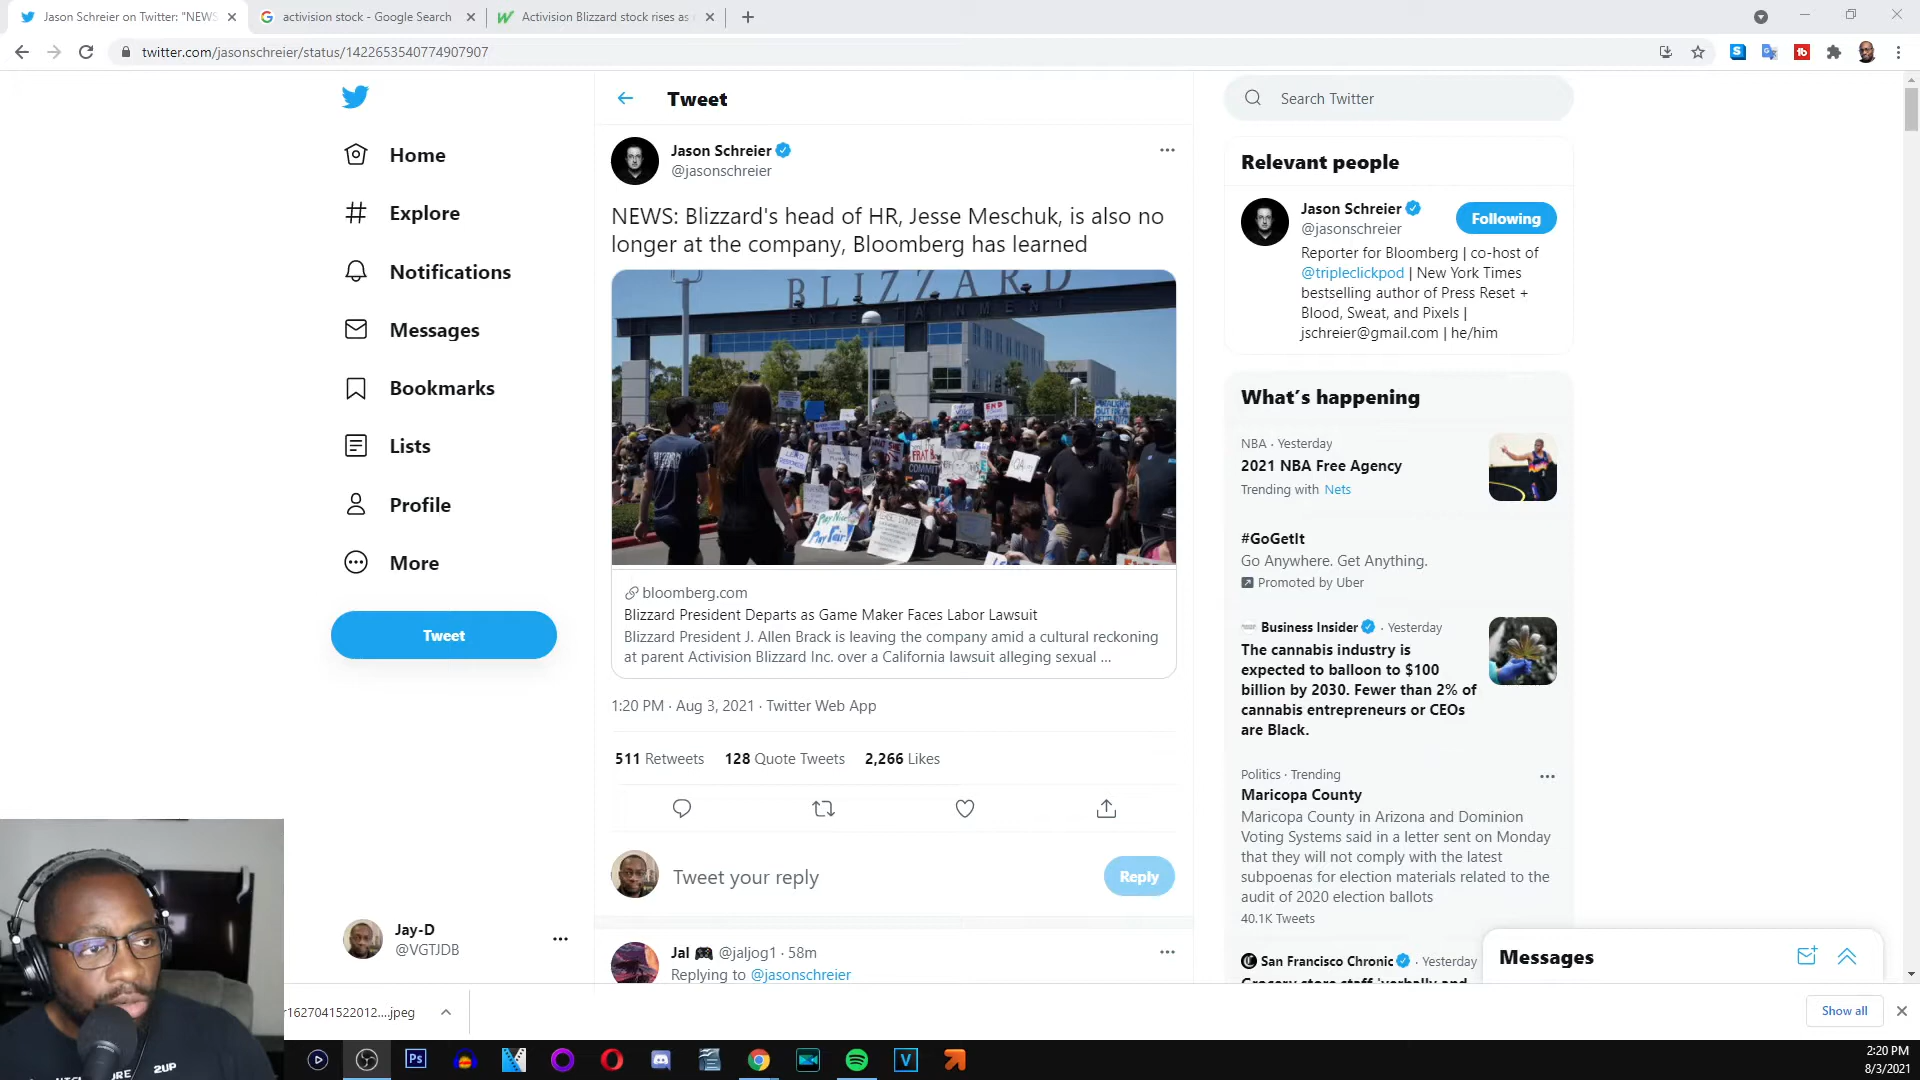 Jason Schreier on Twitter: "NEWS
activision stock - Google Search
Activision Blizzard stock rises as
twitter.com/jasonschreier/status/1422653540774907907
Home
Explore
Notifications
Messages
Bookmarks
Lists
Profile
More
Tweet
Jay-D
@VGTJDB
Tweet
Jason Schreier
@jasonschreier
NEWS: Blizzard's head of HR, Jesse Meschuk, is also no
longer at the company, Bloomberg has learned
BLIZZARD
ENTERTAINMENT
bloomberg.com
Blizzard President Departs as Game Maker Faces Labor Lawsuit
Blizzard President J. Allen Brack is leaving the company amid a cultural reckoning
at parent Activision Blizzard Inc. over a California lawsuit alleging sexual ...
1:20 PM · Aug 3, 2021 · Twitter Web App
511 Retweets 128 Quote Tweets 2,266 Likes
Tweet your reply
Reply
Jal @jaljog1 · 58m
Replying to @jasonschreier
Search Twitter
Relevant people
Jason Schreier
@jasonschreier
Following
Reporter for Bloomberg | co-host of
@tripleclickpod | New York Times
bestselling author of Press Reset +
Blood, Sweat, and Pixels |
jschreier@gmail.com | he/him
What's happening
NBA · Yesterday
2021 NBA Free Agency
Trending with Nets
#GoGetIt
Go Anywhere. Get Anything.
Promoted by Uber
Business Insider · Yesterday
The cannabis industry is
expected to balloon to $100
billion by 2030. Fewer than 2% of
cannabis entrepreneurs or CEOs
are Black.
Politics · Trending
Maricopa County
Maricopa County in Arizona and Dominion
Voting Systems said in a letter sent on Monday
that they will not comply with the latest
subpoenas for election materials related to the
audit of 2020 election ballots
40.1K Tweets
San Francisco Chronic · Yesterday
Grocery store staff 'verbally and
Messages
r1627041522012....jpeg
Show all
2UP
Ps
V
2:20 PM
8/3/2021